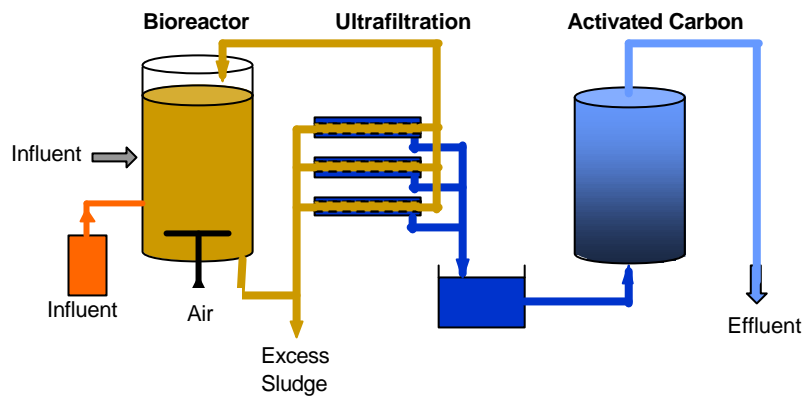 Bioreactor
Ultrafiltration
Activated Carbon
Influent
Influent
Air
Excess
Sludge
Effluent